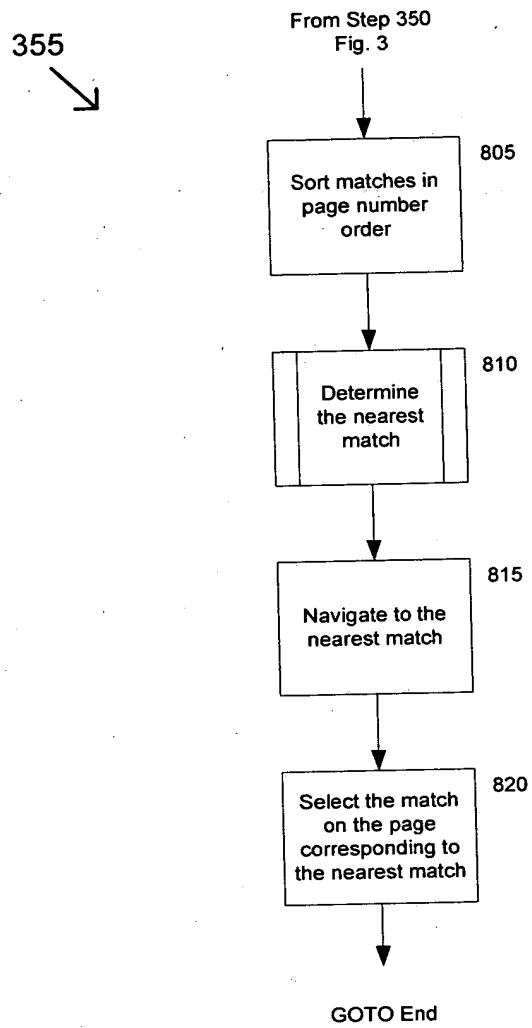 355
From Step 350
Fig. 3
805
Sort matches in
page number
order
810
Determine
the nearest
match
815
Navigate to the
nearest match
820
Select the match
on the page
corresponding to
the nearest match
GOTO End